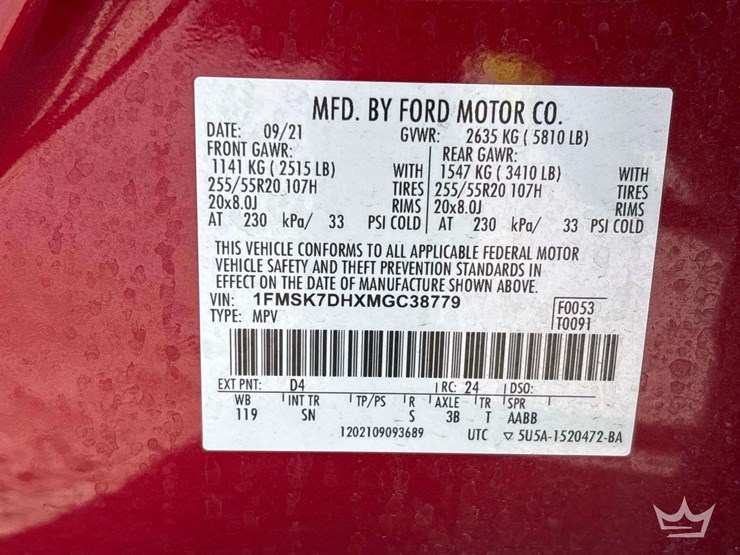 MFD. BY FORD MOTOR CO.
DATE: 09/21 GVWR: 2635 KG ( 5810 LB)
FRONT GAWR: REAR GAWR:
1141 KG ( 2515 LB) WITH 1547 KG ( 3410 LB) WITH
255/55R20 107H TIRES 255/55R20 107H TIRES
20x8.0J RIMS 20x8.0J RIMS
AT 230 kPa/ 33 PSI COLD AT 230 kPa/ 33 PSI COLD
THIS VEHICLE CONFORMS TO ALL APPLICABLE FEDERAL MOTOR
VEHICLE SAFETY AND THEFT PREVENTION STANDARDS IN
EFFECT ON THE DATE OF MANUFACTURE SHOWN ABOVE.
VIN: 1FMSK7DHXMGC38779 F0053
TYPE: MPV T0091
EXT PNT: D4 RC: 24 DSO:
WB INT TR TP/PS R AXLE TR SPR
119 SN S 3B T AABB
1202109093689 UTC ▽ 5U5A-1520472-BA